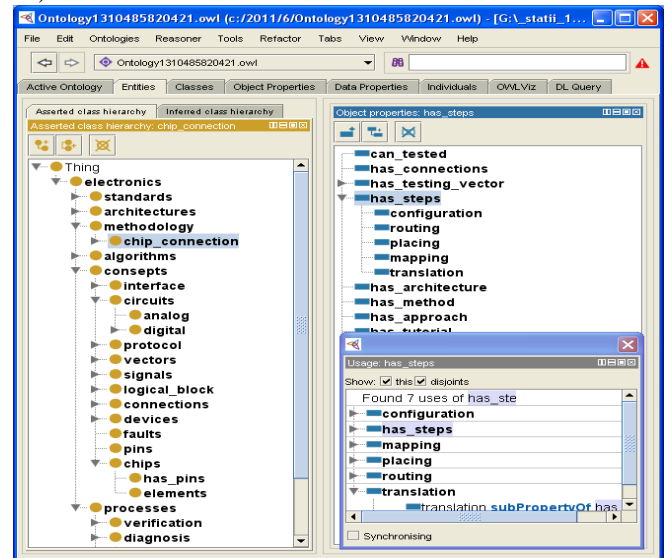 Ontology1310485820421.owl (c:/2011/6/Ontology1310485820421.owl) - [G:\_statii_1...
File Edit Ontologies Reasoner Tools Refactor Tabs View Window Help
Ontology1310485820421.owl
Active Ontology Entities Classes Object Properties Data Properties Individuals OWLViz DL Query
Asserted class hierarchy Inferred class hierarchy
Asserted class hierarchy: chip_connection
Thing
electronics
standards
architectures
methodology
chip_connection
algorithms
consepts
interface
circuits
analog
digital
protocol
vectors
signals
logical_block
connections
devices
faults
pins
chips
has_pins
elements
processes
verification
diagnosis
Object properties: has_steps
can_tested
has_connections
has_testing_vector
has_steps
configuration
routing
placing
mapping
translation
has_architecture
has_method
has_approach
has_tutorial
Usage: has_steps
Show: this disjoints
Found 7 uses of has_ste
configuration
has_steps
mapping
placing
routing
translation
translation subPropertyOf has
Synchronising